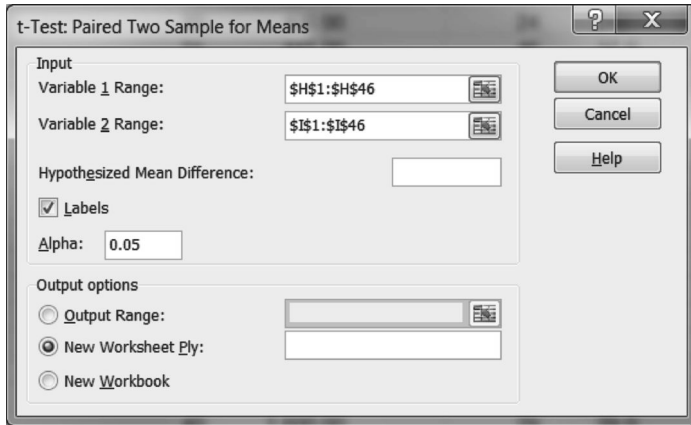 t-Test: Paired Two Sample for Means
?
X
Input
Variable 1 Range:
$H$1:$H$46
Variable 2 Range:
$I$1:$I$46
Hypothesized Mean Difference:
Labels
Alpha:
0.05
OK
Cancel
Help
Output options
Output Range:
New Worksheet Ply:
New Workbook